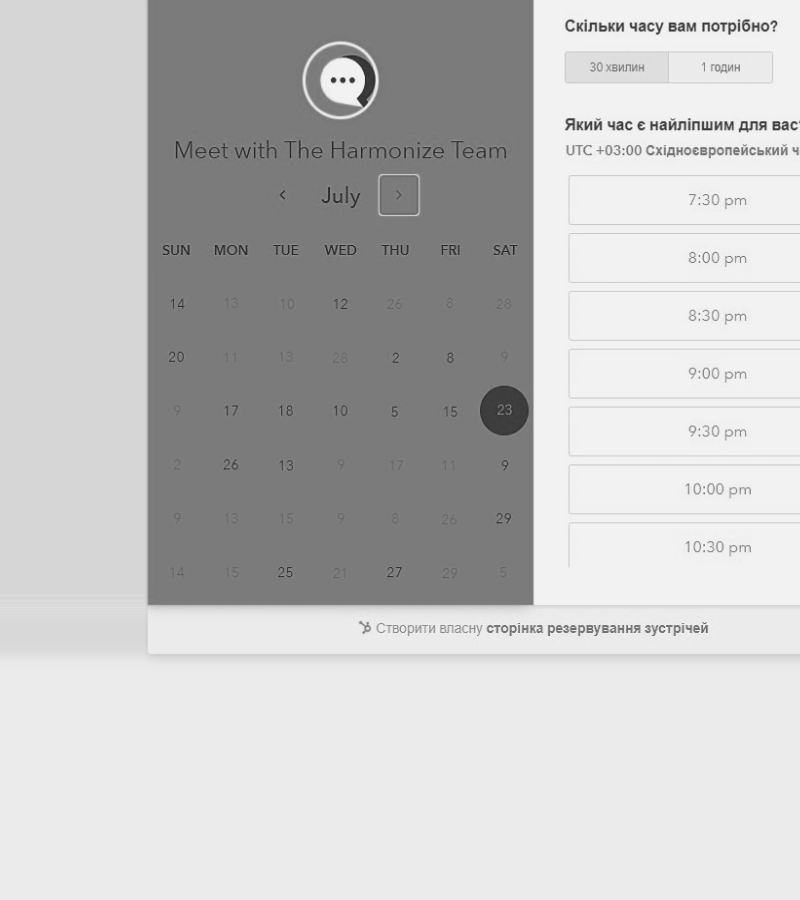 Meet with The Harmonize Team
July
SUN MON TUE WED THU FRI SAT
14 13 10 12 26 8 28
20 11 13 28 2 8 9
9 17 18 10 5 15 23
2 26 13 9 17 11 9
9 13 15 9 8 26 29
14 15 25 21 27 29 5
Скільки часу вам потрібно?
30 хвилин 1 годин
Який час є найліпшим для вас
UTC +03:00 Східноєвропейський ч
7:30 pm
8:00 pm
8:30 pm
9:00 pm
9:30 pm
10:00 pm
10:30 pm
Створити власну сторінка резервування зустрічей